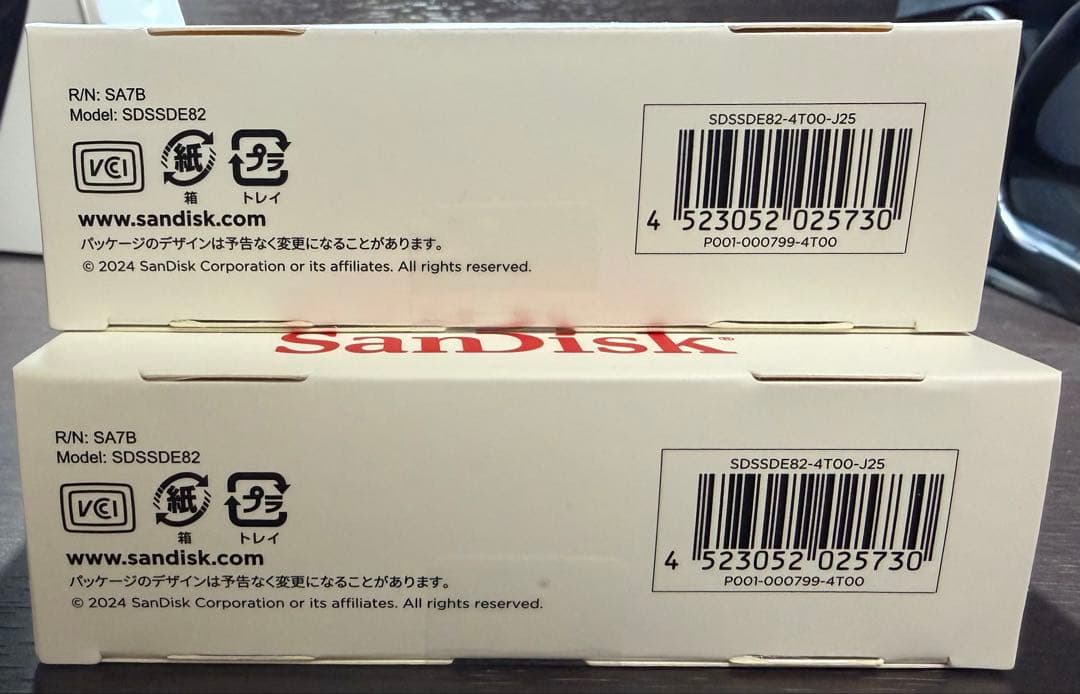 R/N: SA7B
Model: SDSSDE82
VCCI
紙
プラ
箱
トレイ
www.sandisk.com
パッケージのデザインは予告なく変更になることがあります。
© 2024 SanDisk Corporation or its affiliates. All rights reserved.
SDSSDE82-4T00-J25
4 523052 025730
P001-000799-4T00
SanDisk®
R/N: SA7B
Model: SDSSDE82
VCCI
紙
プラ
箱
トレイ
www.sandisk.com
パッケージのデザインは予告なく変更になることがあります。
© 2024 SanDisk Corporation or its affiliates. All rights reserved.
SDSSDE82-4T00-J25
4 523052 025730
P001-000799-4T00